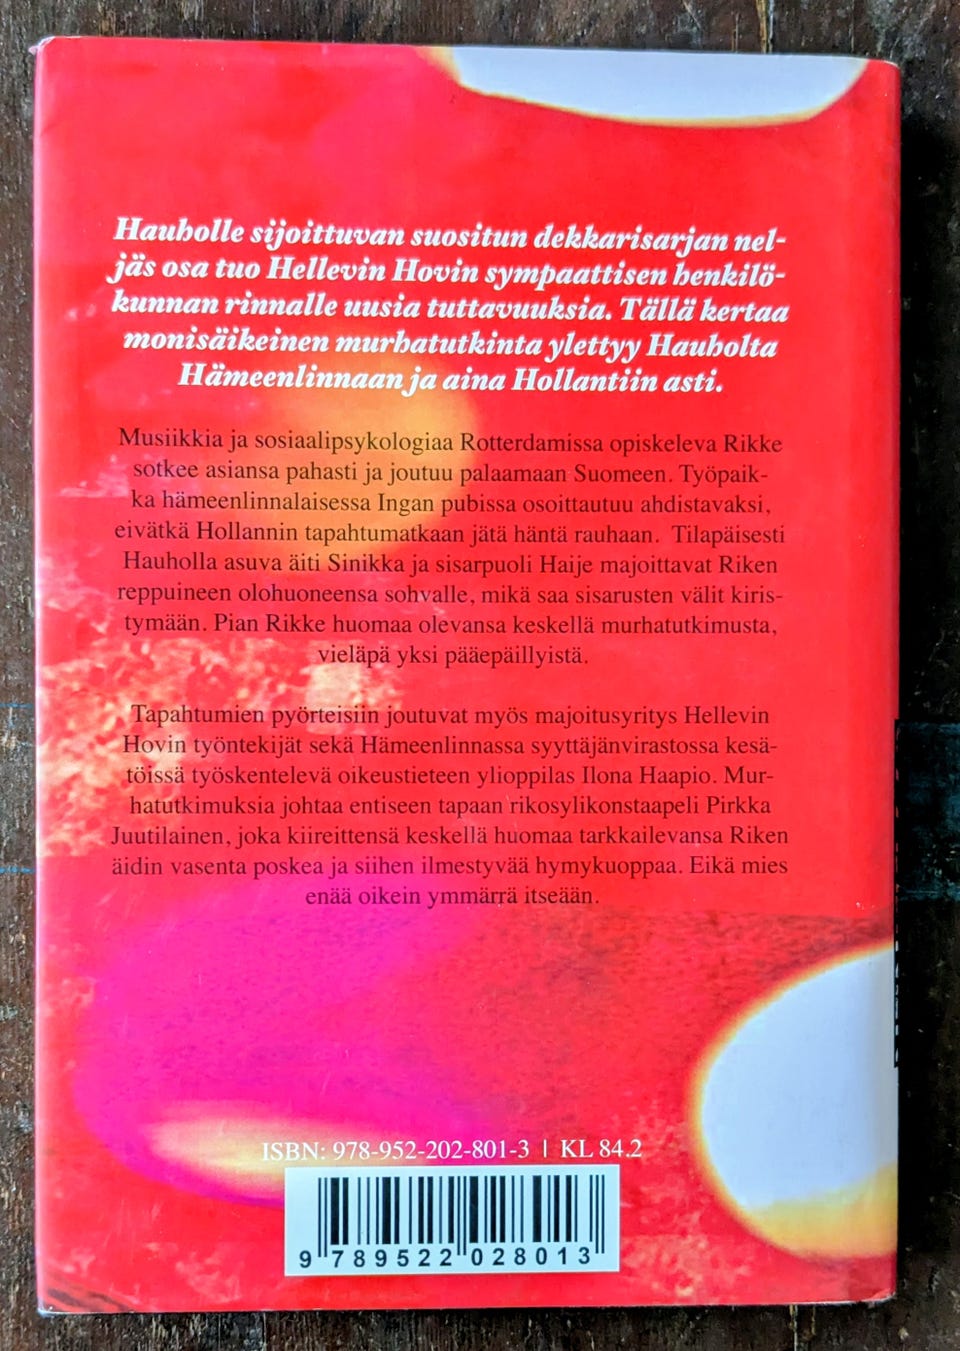 Hauholle sijoittuvan suositun dekkarisarjan nel-
jäs osa tuo Hellevin Hovin sympaattisen henkilö-
kunnan rinnalle uusia tuttavuuksia. Tällä kertaa
monisäikeinen murhatutkinta ylettyy Hauholta
Hämeenlinnaan ja aina Hollantiin asti.
Musiikkia ja sosiaalipsykologiaa Rotterdamissa opiskeleva Rikke
sotkee asiansa pahasti ja joutuu palaamaan Suomeen. Työpaik-
ka hämeenlinnalaisessa Ingan pubissa osoittautuu ahdistavaksi,
eivätkä Hollannin tapahtumatkaan jätä häntä rauhaan. Tilapäisesti
Hauholla asuva äiti Sinikka ja sisarpuoli Haije majoittavat Riken
reppuineen olohuoneensa sohvalle, mikä saa sisarusten välit kiris-
tymään. Pian Rikke huomaa olevansa keskellä murhatutkimusta,
vieläpä yksi pääepäillyistä.
Tapahtumien pyörteisiin joutuvat myös majoitusyritys Hellevin
Hovin työntekijät sekä Hämeenlinnassa syyttäjänvirastossa kesä-
töissä työskentelevä oikeustieteen ylioppilas Ilona Haapio. Mur-
hatutkimuksia johtaa entiseen tapaan rikosylikonstaapeli Pirkka
Juutilainen, joka kiireittensä keskellä huomaa tarkkailevansa Riken
äidin vasenta poskea ja siihen ilmestyvää hymykuoppaa. Eikä mies
enää oikein ymmärrä itseään.
ISBN: 978-952-202-801-3 | KL 84.2
9 789522 028013